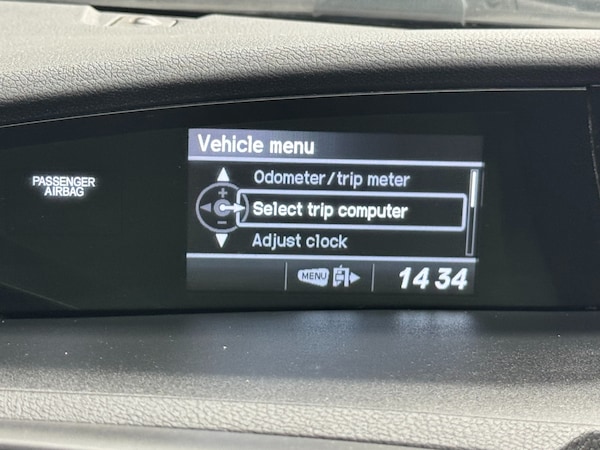 Vehicle menu
PASSENGER
AIRBAG
Odometer/trip meter
Select trip computer
Adjust clock
MENU
14 34